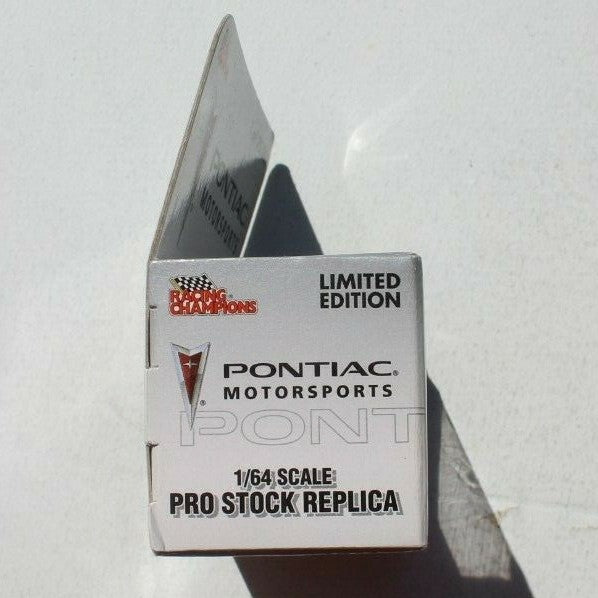 PONTIAC
MOTORSPORTS
RACING
CHAMPIONS
LIMITED
EDITION
PONTIAC®
MOTORSPORTS
PONT
1/64 SCALE
PRO STOCK REPLICA